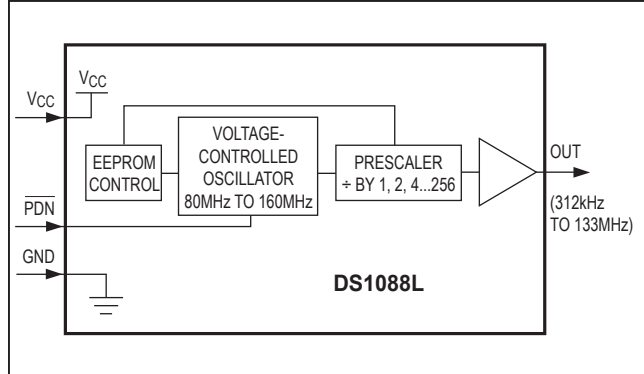 VCC
VCC
PDN
GND
EEPROM
CONTROL
VOLTAGE-
CONTROLLED
OSCILLATOR
80MHz TO 160MHz
PRESCALER
÷ BY 1, 2, 4...256
OUT
(312kHz
TO 133MHz)
DS1088L